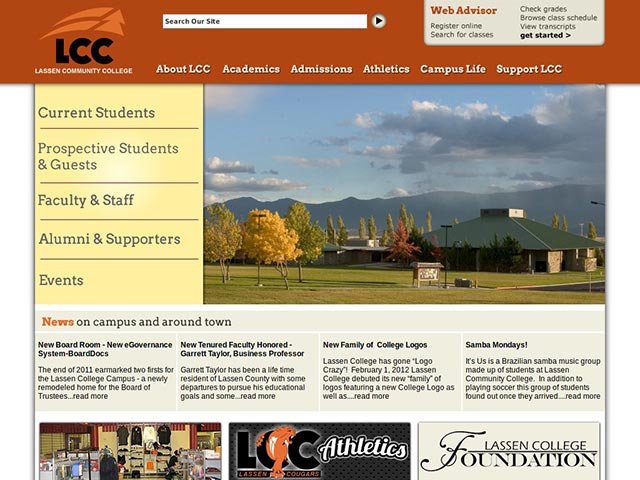 LCC
LASSEN COMMUNITY COLLEGE
Search Our Site
Web Advisor
Register online
Search for classes
Check grades
Browse class schedule
View transcripts
get started >
About LCC Academics Admissions Athletics Campus Life Support LCC
Current Students
Prospective Students
& Guests
Faculty & Staff
Alumni & Supporters
Events
News on campus and around town
New Board Room - New eGovernance
System-BoardDocs
The end of 2011 earmarked two firsts for
the Lassen College Campus - a newly
remodeled home for the Board of
Trustees...read more
New Tenured Faculty Honored -
Garrett Taylor, Business Professor
Garrett Taylor has been a life time
resident of Lassen County with some
departures to pursue his educational
goals and some...read more
New Family of College Logos
Lassen College has gone "Logo
Crazy"! February 1, 2012 Lassen
College debuted its new "family" of
logos featuring a new College Logo as
well as....read more
Samba Mondays!
It's Us is a Brazilian samba music group
made up of students at Lassen
Community College. In addition to
playing soccer this group of students
found out once they arrived....read more
LCC Athletics
LASSEN COUGARS
LASSEN COLLEGE
FOUNDATION